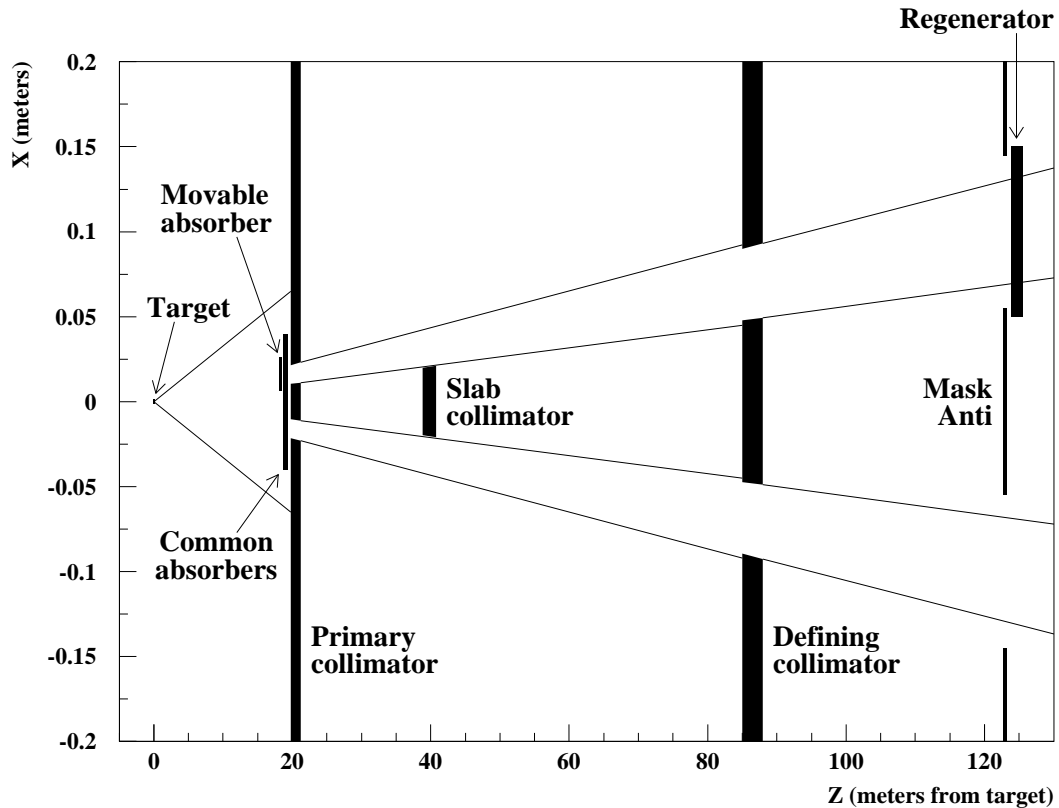 Regenerator
X (meters)
0.2
0.15
0.1
0.05
0
-0.05
-0.1
-0.15
-0.2
Movable
absorber
Target
Slab
collimator
Mask
Anti
Common
absorbers
Primary
collimator
Defining
collimator
0 20 40 60 80 100 120
Z (meters from target)